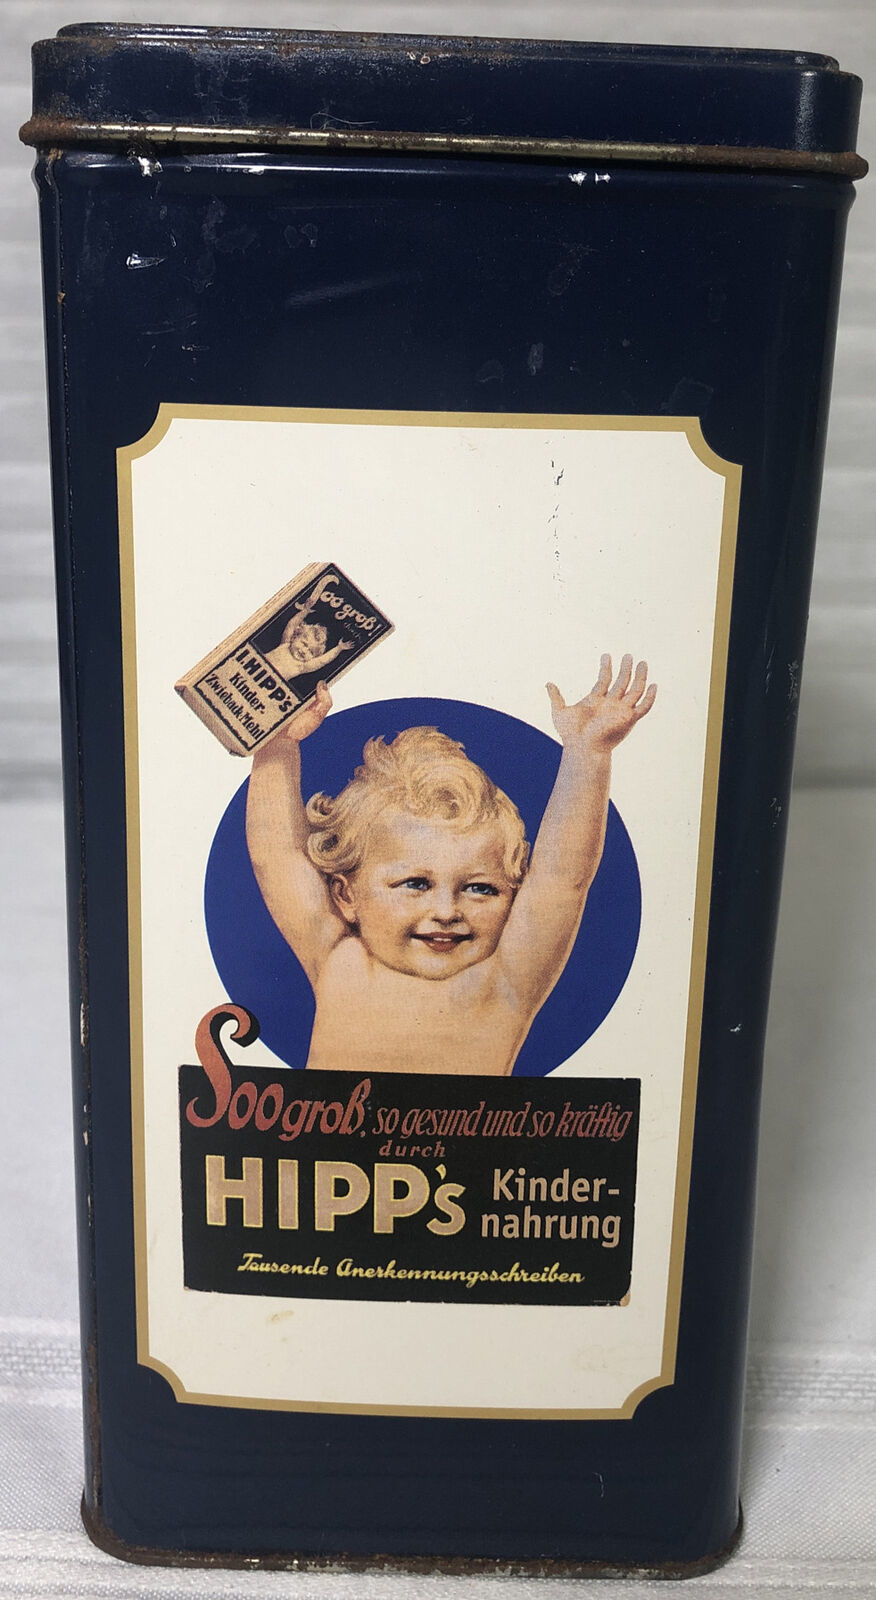 Soo groß!
I. HIPP'S
Kinder-
Zwieback Mehl
Soo groß, so gesund und so kräftig
durch
HIPP's Kinder-
nahrung
Tausende Anerkennungsschreiben